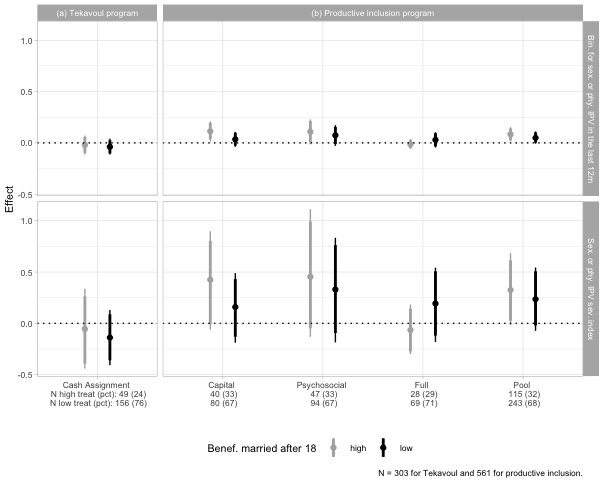 (a) Tekavoul program
(b) Productive inclusion program
1.0
0.5
0.0
-0.5
Bin. for sex. or phy. IPV in the last 12m
Effect
1.0
0.5
0.0
-0.5
Sex. or phy. IPV sev. index
Cash Assignment
N high treat (pct): 49 (24)
N low treat (pct): 156 (76)
Capital
40 (33)
80 (67)
Psychosocial
47 (33)
94 (67)
Full
28 (29)
69 (71)
Pool
115 (32)
243 (68)
Benef. married after 18
high
low
N = 303 for Tekavoul and 561 for productive inclusion.